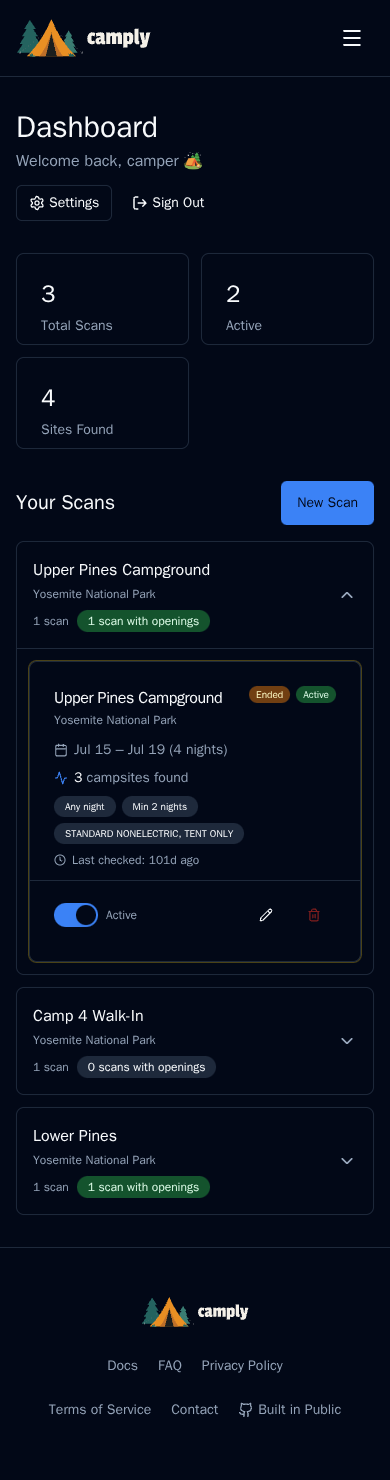 camply
Dashboard
Welcome back, camper 🏕️
Settings
Sign Out
3
Total Scans
2
Active
4
Sites Found
Your Scans
New Scan
Upper Pines Campground
Yosemite National Park
1 scan
1 scan with openings
Upper Pines Campground
Ended
Active
Yosemite National Park
Jul 15 – Jul 19 (4 nights)
3 campsites found
Any night
Min 2 nights
STANDARD NONELECTRIC, TENT ONLY
Last checked: 101d ago
Active
Camp 4 Walk-In
Yosemite National Park
1 scan
0 scans with openings
Lower Pines
Yosemite National Park
1 scan
1 scan with openings
camply
Docs
FAQ
Privacy Policy
Terms of Service
Contact
Built in Public